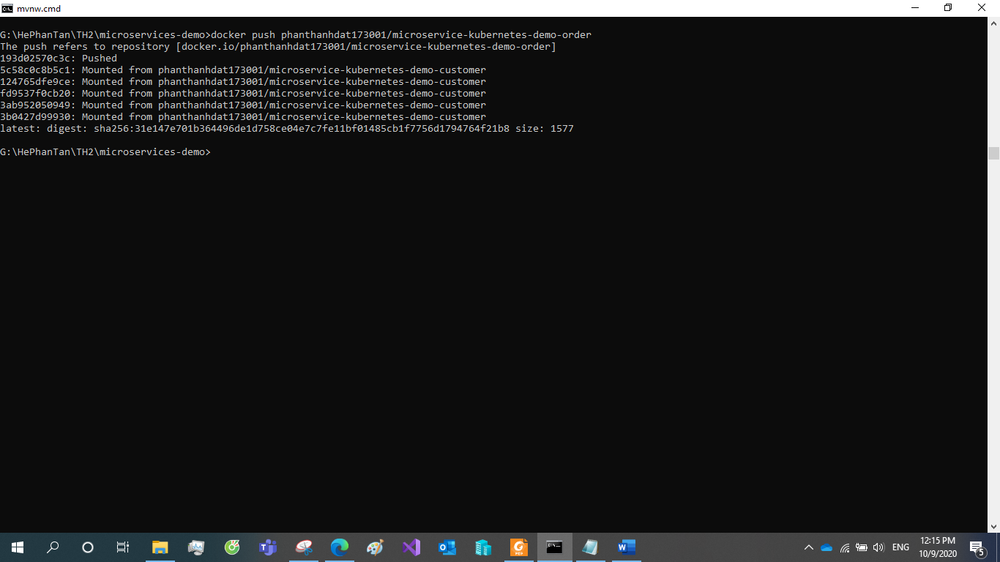 mvnw.cmd
G:\HePhanTan\TH2\microservices-demo>docker push phanthanhdat173001/microservice-kubernetes-demo-order
The push refers to repository [docker.io/phanthanhdat173001/microservice-kubernetes-demo-order]
193d02570c3c: Pushed
5c58c0c8b5c1: Mounted from phanthanhdat173001/microservice-kubernetes-demo-customer
124765dfe9ce: Mounted from phanthanhdat173001/microservice-kubernetes-demo-customer
fd9537f0cb20: Mounted from phanthanhdat173001/microservice-kubernetes-demo-customer
3ab952050949: Mounted from phanthanhdat173001/microservice-kubernetes-demo-customer
3b0427d99930: Mounted from phanthanhdat173001/microservice-kubernetes-demo-customer
latest: digest: sha256:31e147e701b364496de1d758ce04e7c7fe11bf01485cb1f7756d1794764f21b8 size: 1577
G:\HePhanTan\TH2\microservices-demo>
ENG
12:15 PM
10/9/2020
5